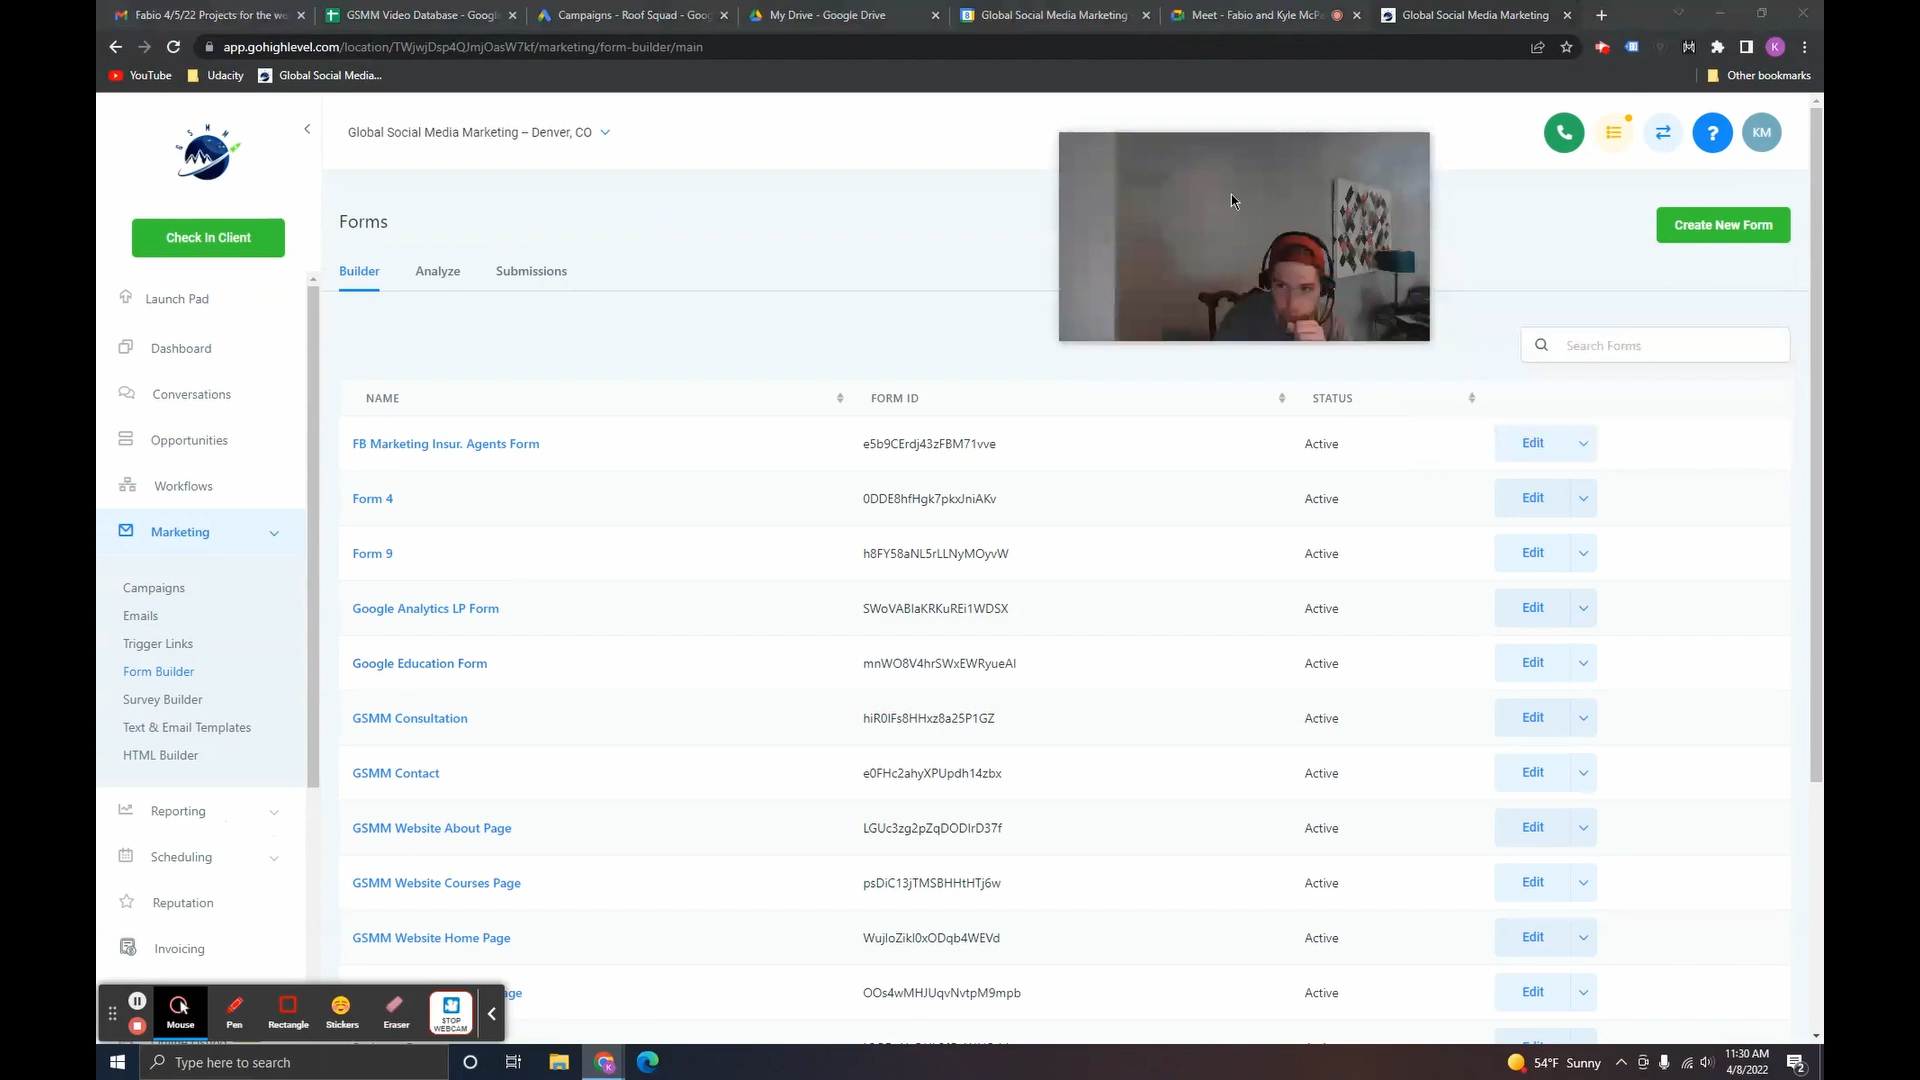 Fabio 4/5/22 Projects for the we
GSMM Video Database - Googl
Campaigns - Roof Squad - Goog
My Drive - Google Drive
Global Social Media Marketing
Meet - Fabio and Kyle McPa
Global Social Media Marketing
app.gohighlevel.com/location/TWjwjDsp4QJmjOasW7kf/marketing/form-builder/main
K
YouTube
Udacity
Global Social Media...
Other bookmarks
GSMM
Global Social Media Marketing -- Denver, CO
?
KM
Check In Client
Forms
Create New Form
Builder
Analyze
Submissions
Search Forms
Launch Pad
Dashboard
Conversations
Opportunities
Workflows
Marketing
Campaigns
Emails
Trigger Links
Form Builder
Survey Builder
Text & Email Templates
HTML Builder
Reporting
Scheduling
Reputation
Invoicing
NAME FORM ID STATUS
FB Marketing Insur. Agents Form e5b9CErdj43zFBM71vve Active Edit
Form 4 0DDE8hfHgk7pkxJniAKv Active Edit
Form 9 h8FY58aNL5rLLNyMOyvW Active Edit
Google Analytics LP Form SWoVABlaKRKuREi1WDSX Active Edit
Google Education Form mnWO8V4hrSWxEWRyueAI Active Edit
GSMM Consultation hiR0IFs8HHxz8a25P1GZ Active Edit
GSMM Contact e0FHc2ahyXPUpdh14zbx Active Edit
GSMM Website About Page LGUc3zg2pZqDODIrD37f Active Edit
GSMM Website Courses Page psDiC13jTMSBHHtHTj6w Active Edit
GSMM Website Home Page WujIoZikl0xODqb4WEVd Active Edit
age OOs4wMHJUqvNvtpM9mpb Active Edit
Mouse
Pen
Rectangle
Stickers
Eraser
STOP WEBCAM
Type here to search
54°F Sunny
11:30 AM
4/8/2022
2